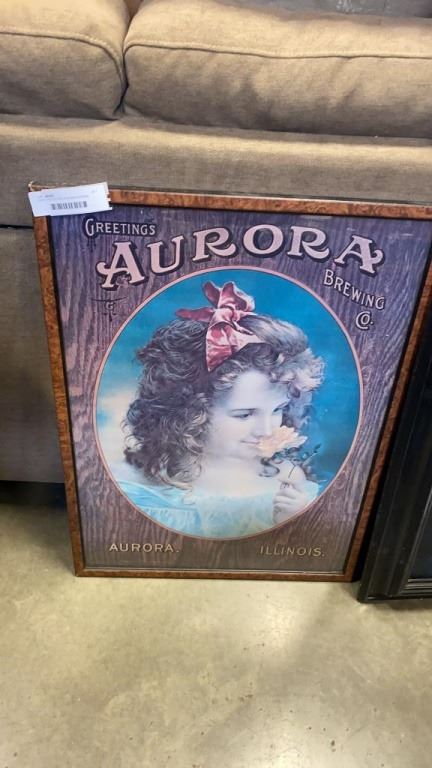 GREETINGS
AURORA
BREWING
CO.
AURORA. ILLINOIS.